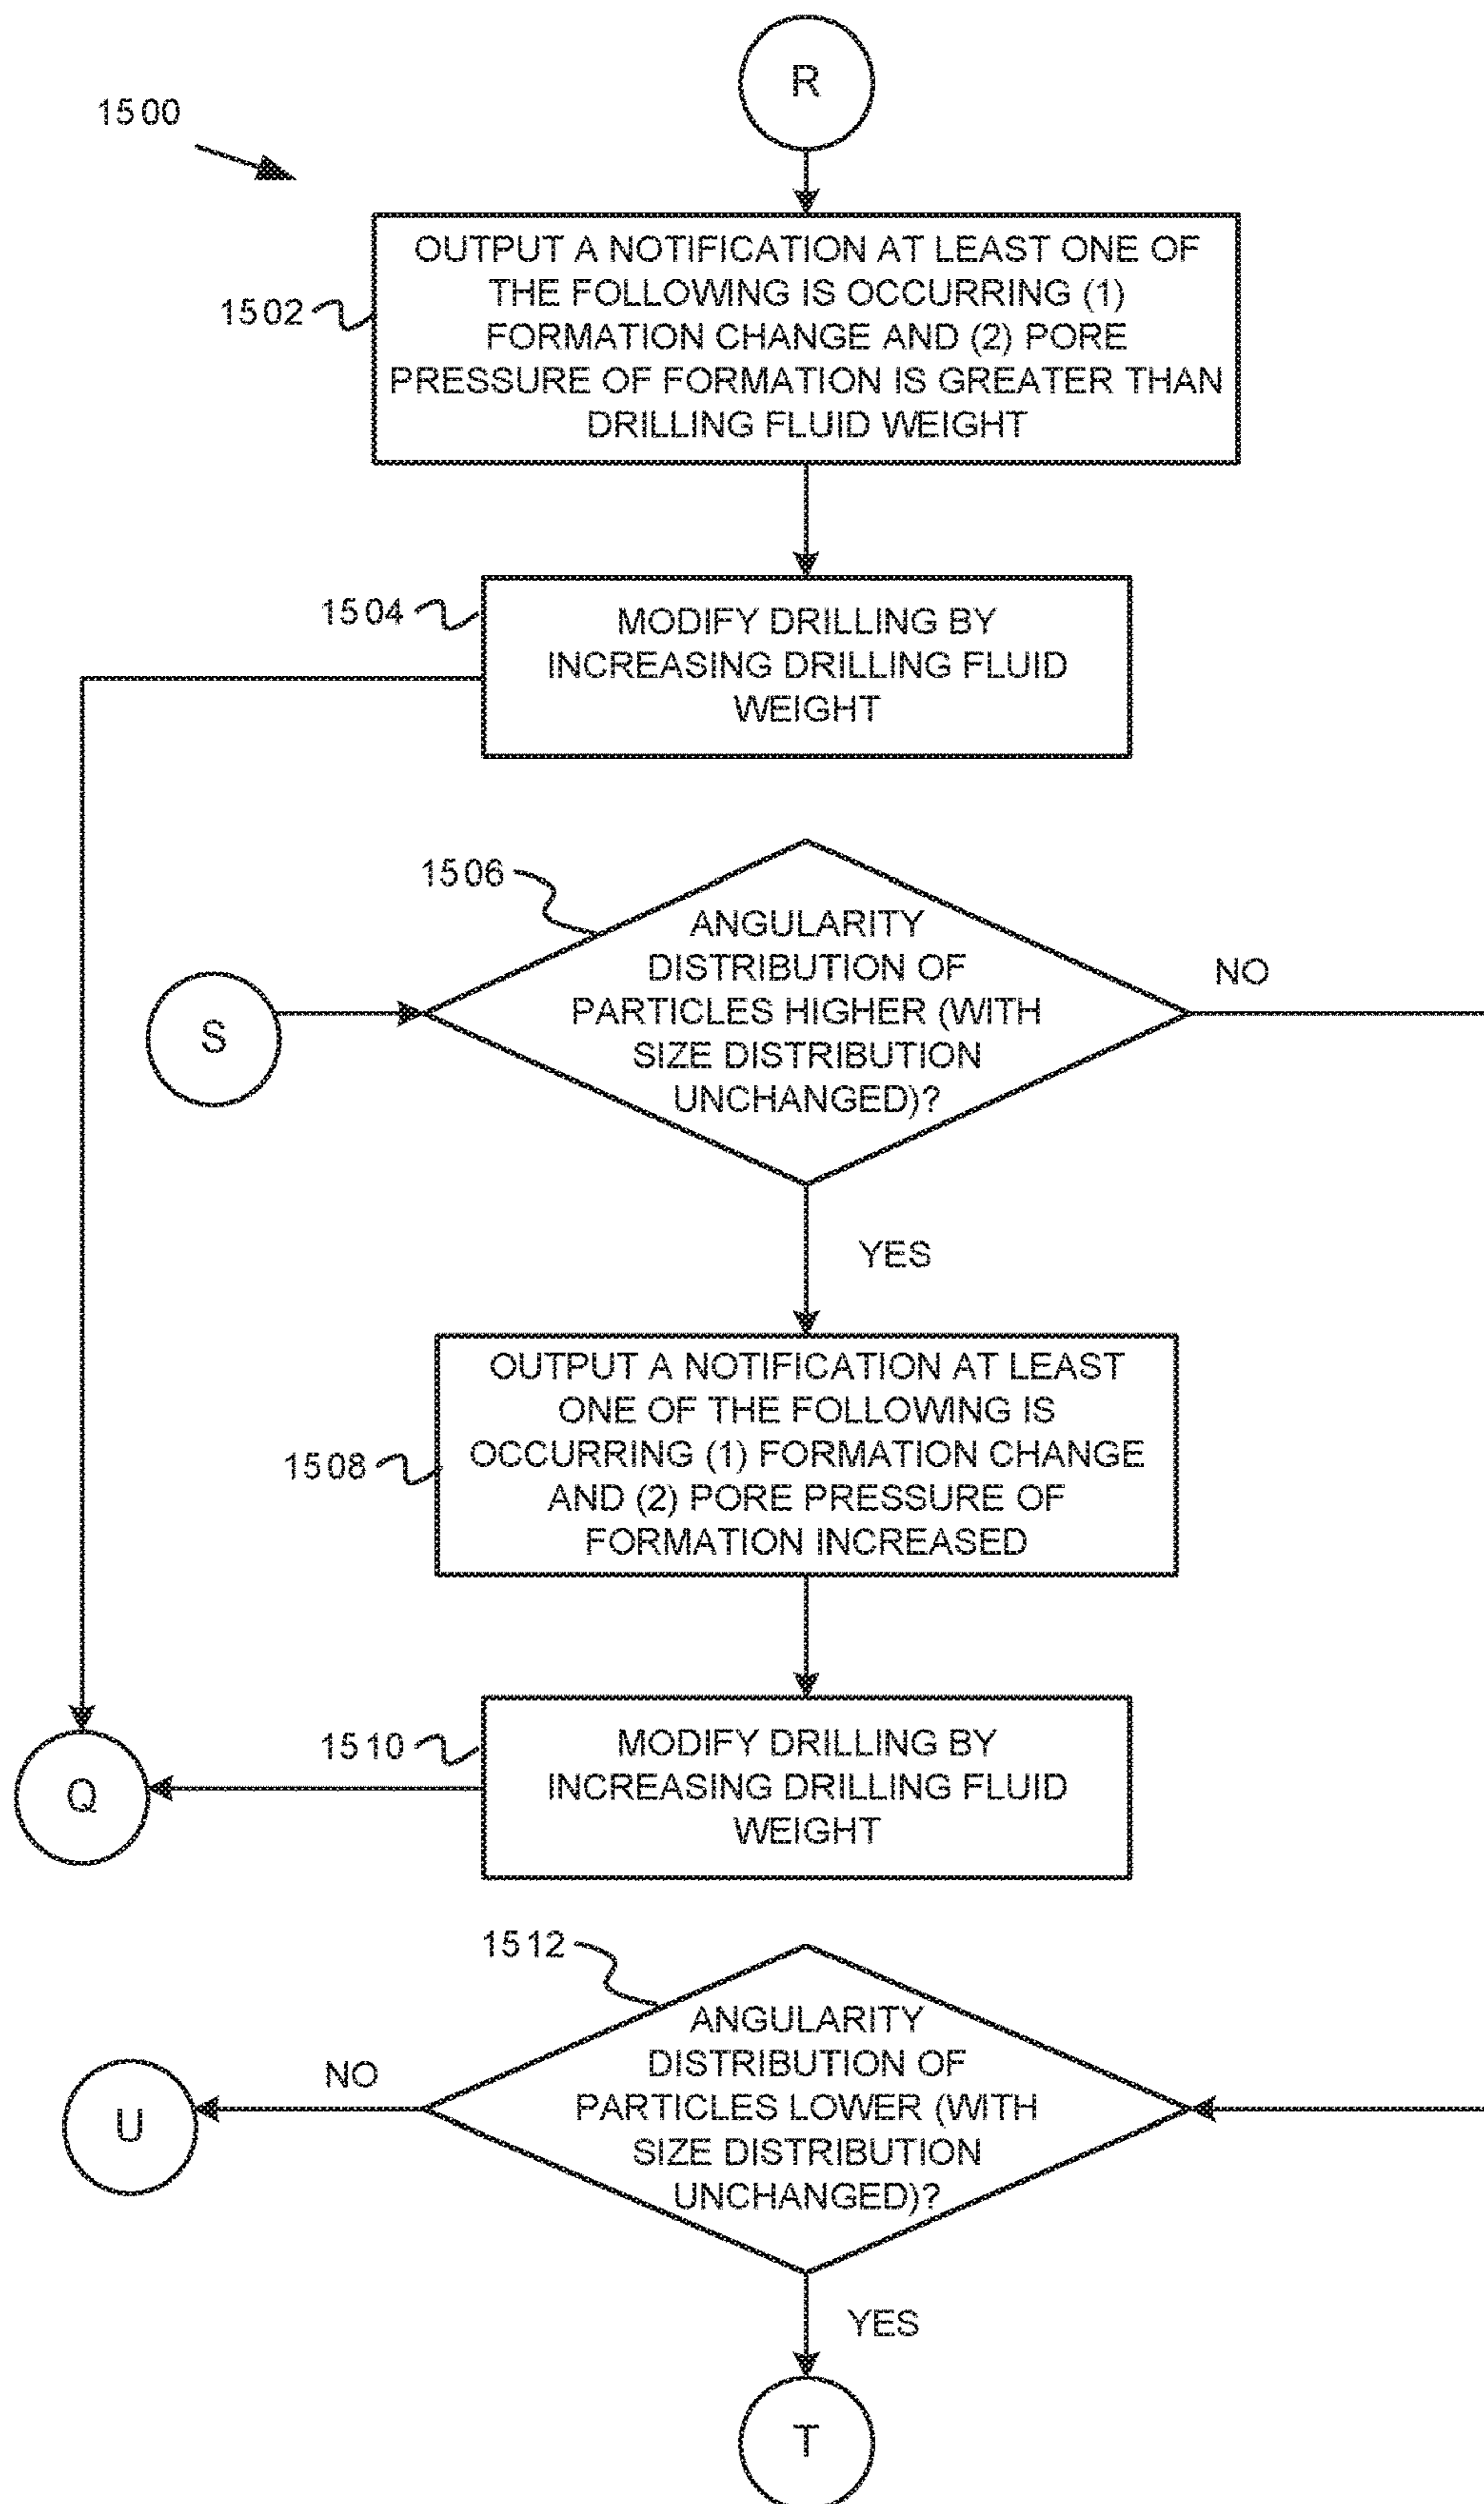 R
1500
OUTPUT A NOTIFICATION AT LEAST ONE OF
THE FOLLOWING IS OCCURRING (1)
FORMATION CHANGE AND (2) PORE
PRESSURE OF FORMATION IS GREATER THAN
DRILLING FLUID WEIGHT
1502
1504
MODIFY DRILLING BY
INCREASING DRILLING FLUID
WEIGHT
1506
ANGULARITY
DISTRIBUTION OF
PARTICLES HIGHER (WITH
SIZE DISTRIBUTION
UNCHANGED)?
NO
S
YES
OUTPUT A NOTIFICATION AT LEAST
ONE OF THE FOLLOWING IS
OCCURRING (1) FORMATION CHANGE
AND (2) PORE PRESSURE OF
FORMATION INCREASED
1508
1510
MODIFY DRILLING BY
INCREASING DRILLING FLUID
WEIGHT
Q
1512
ANGULARITY
DISTRIBUTION OF
PARTICLES LOWER (WITH
SIZE DISTRIBUTION
UNCHANGED)?
NO
U
YES
T